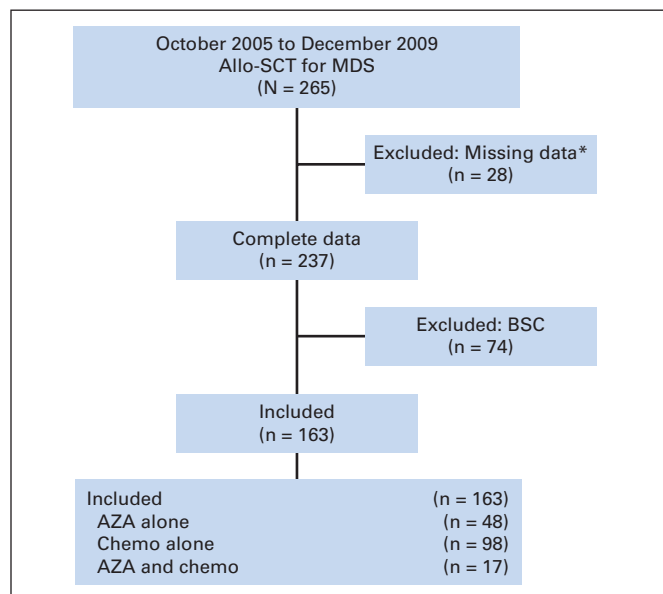 October 2005 to December 2009
Allo-SCT for MDS
(N = 265)
Excluded: Missing data*
(n = 28)
Complete data
(n = 237)
Excluded: BSC
(n = 74)
Included
(n = 163)
Included (n = 163)
AZA alone (n = 48)
Chemo alone (n = 98)
AZA and chemo (n = 17)